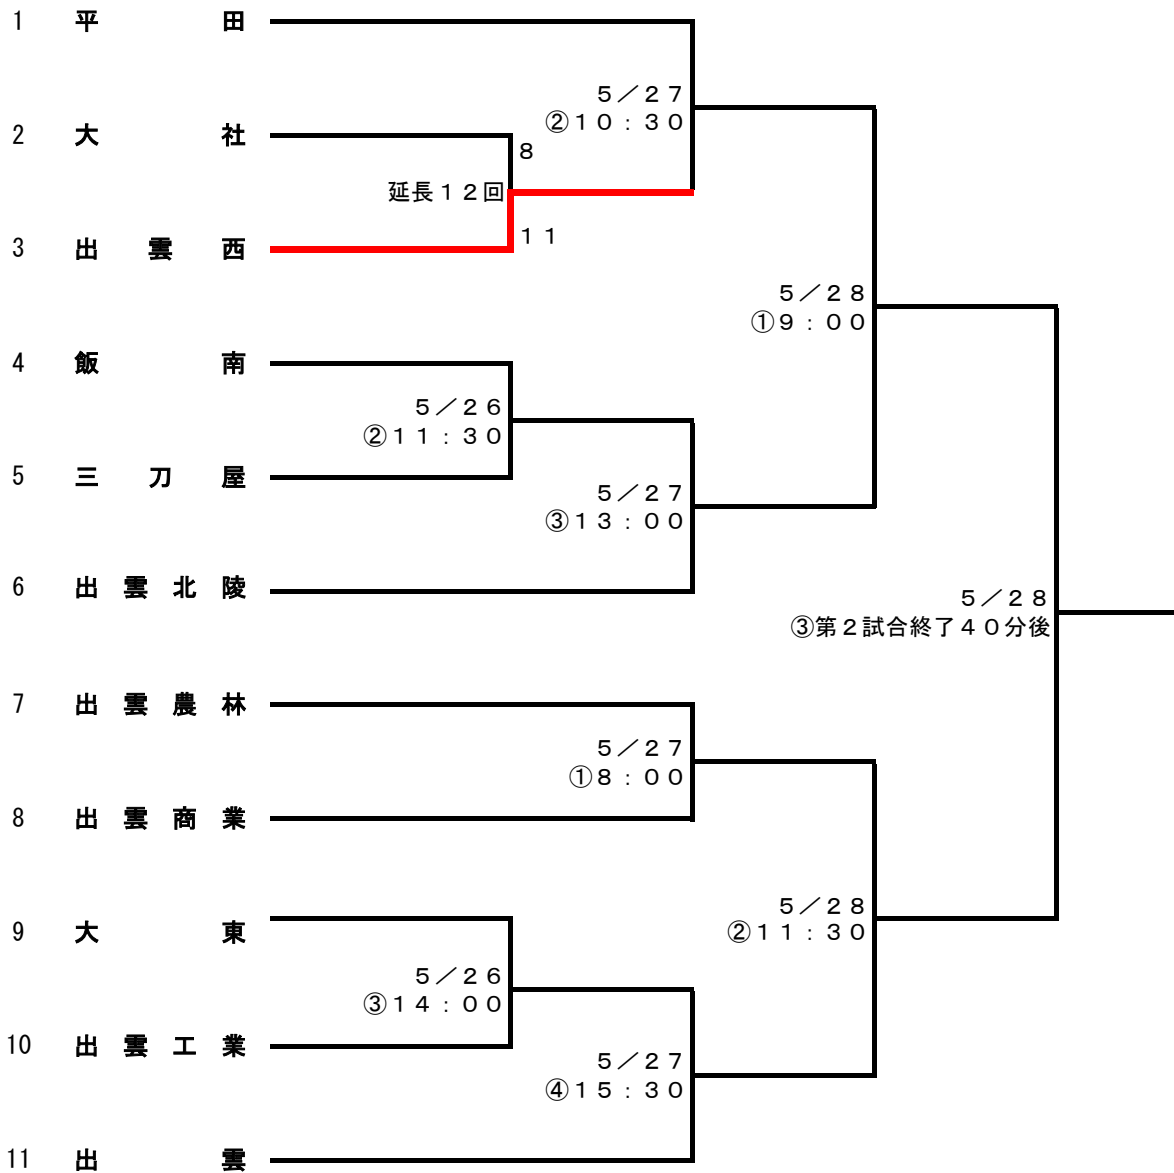 1 平田
5／27
②10：30
2 大社
8
延長12回
11
3 出雲西
5／28
①9：00
4 飯南
5／26
②11：30
5 三刀屋
5／27
③13：00
6 出雲北陵
5／28
③第2試合終了40分後
7 出雲農林
5／27
①8：00
8 出雲商業
5／28
②11：30
9 大東
5／26
③14：00
10 出雲工業
5／27
④15：30
11 出雲